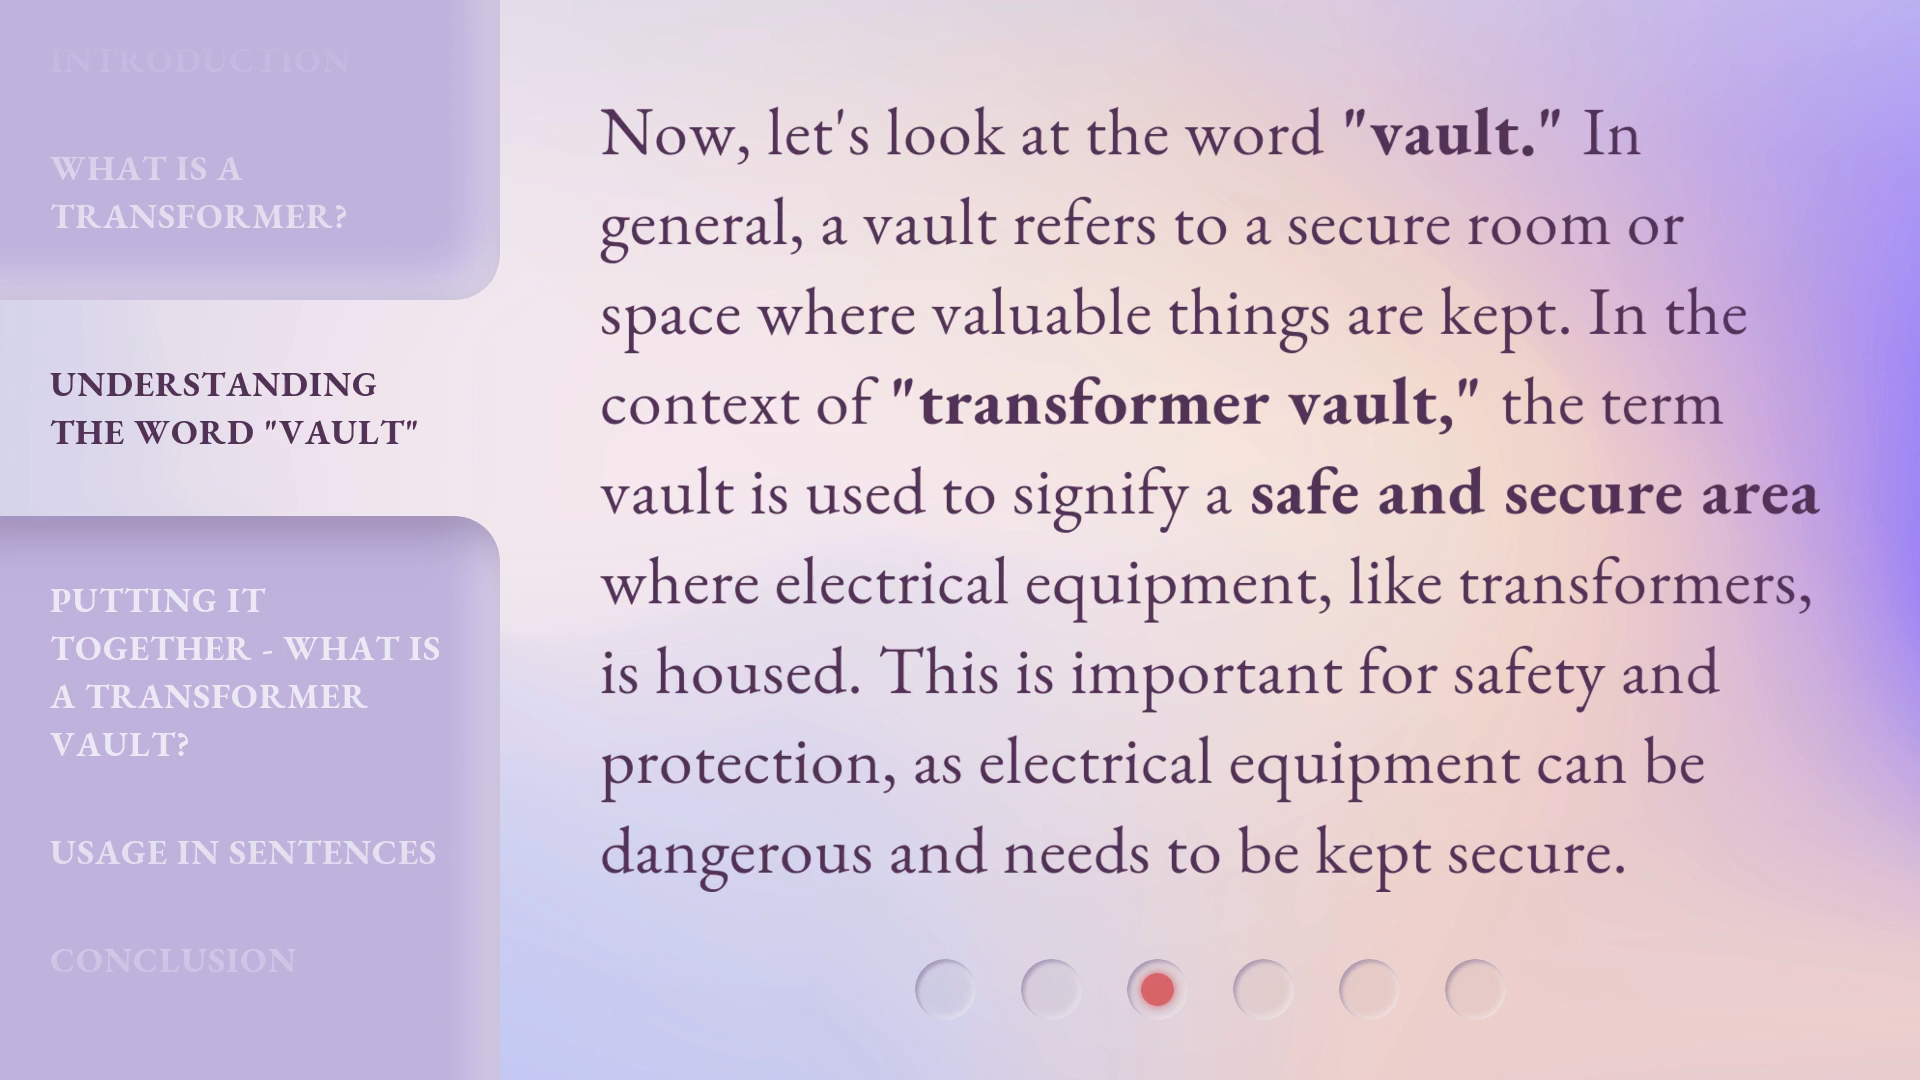 INTRODUCTION
WHAT IS A
TRANSFORMER?
UNDERSTANDING
THE WORD "VAULT"
PUTTING IT
TOGETHER - WHAT IS
A TRANSFORMER
VAULT?
USAGE IN SENTENCES
CONCLUSION
Now, let's look at the word "vault." In
general, a vault refers to a secure room or
space where valuable things are kept. In the
context of "transformer vault," the term
vault is used to signify a safe and secure area
where electrical equipment, like transformers,
is housed. This is important for safety and
protection, as electrical equipment can be
dangerous and needs to be kept secure.